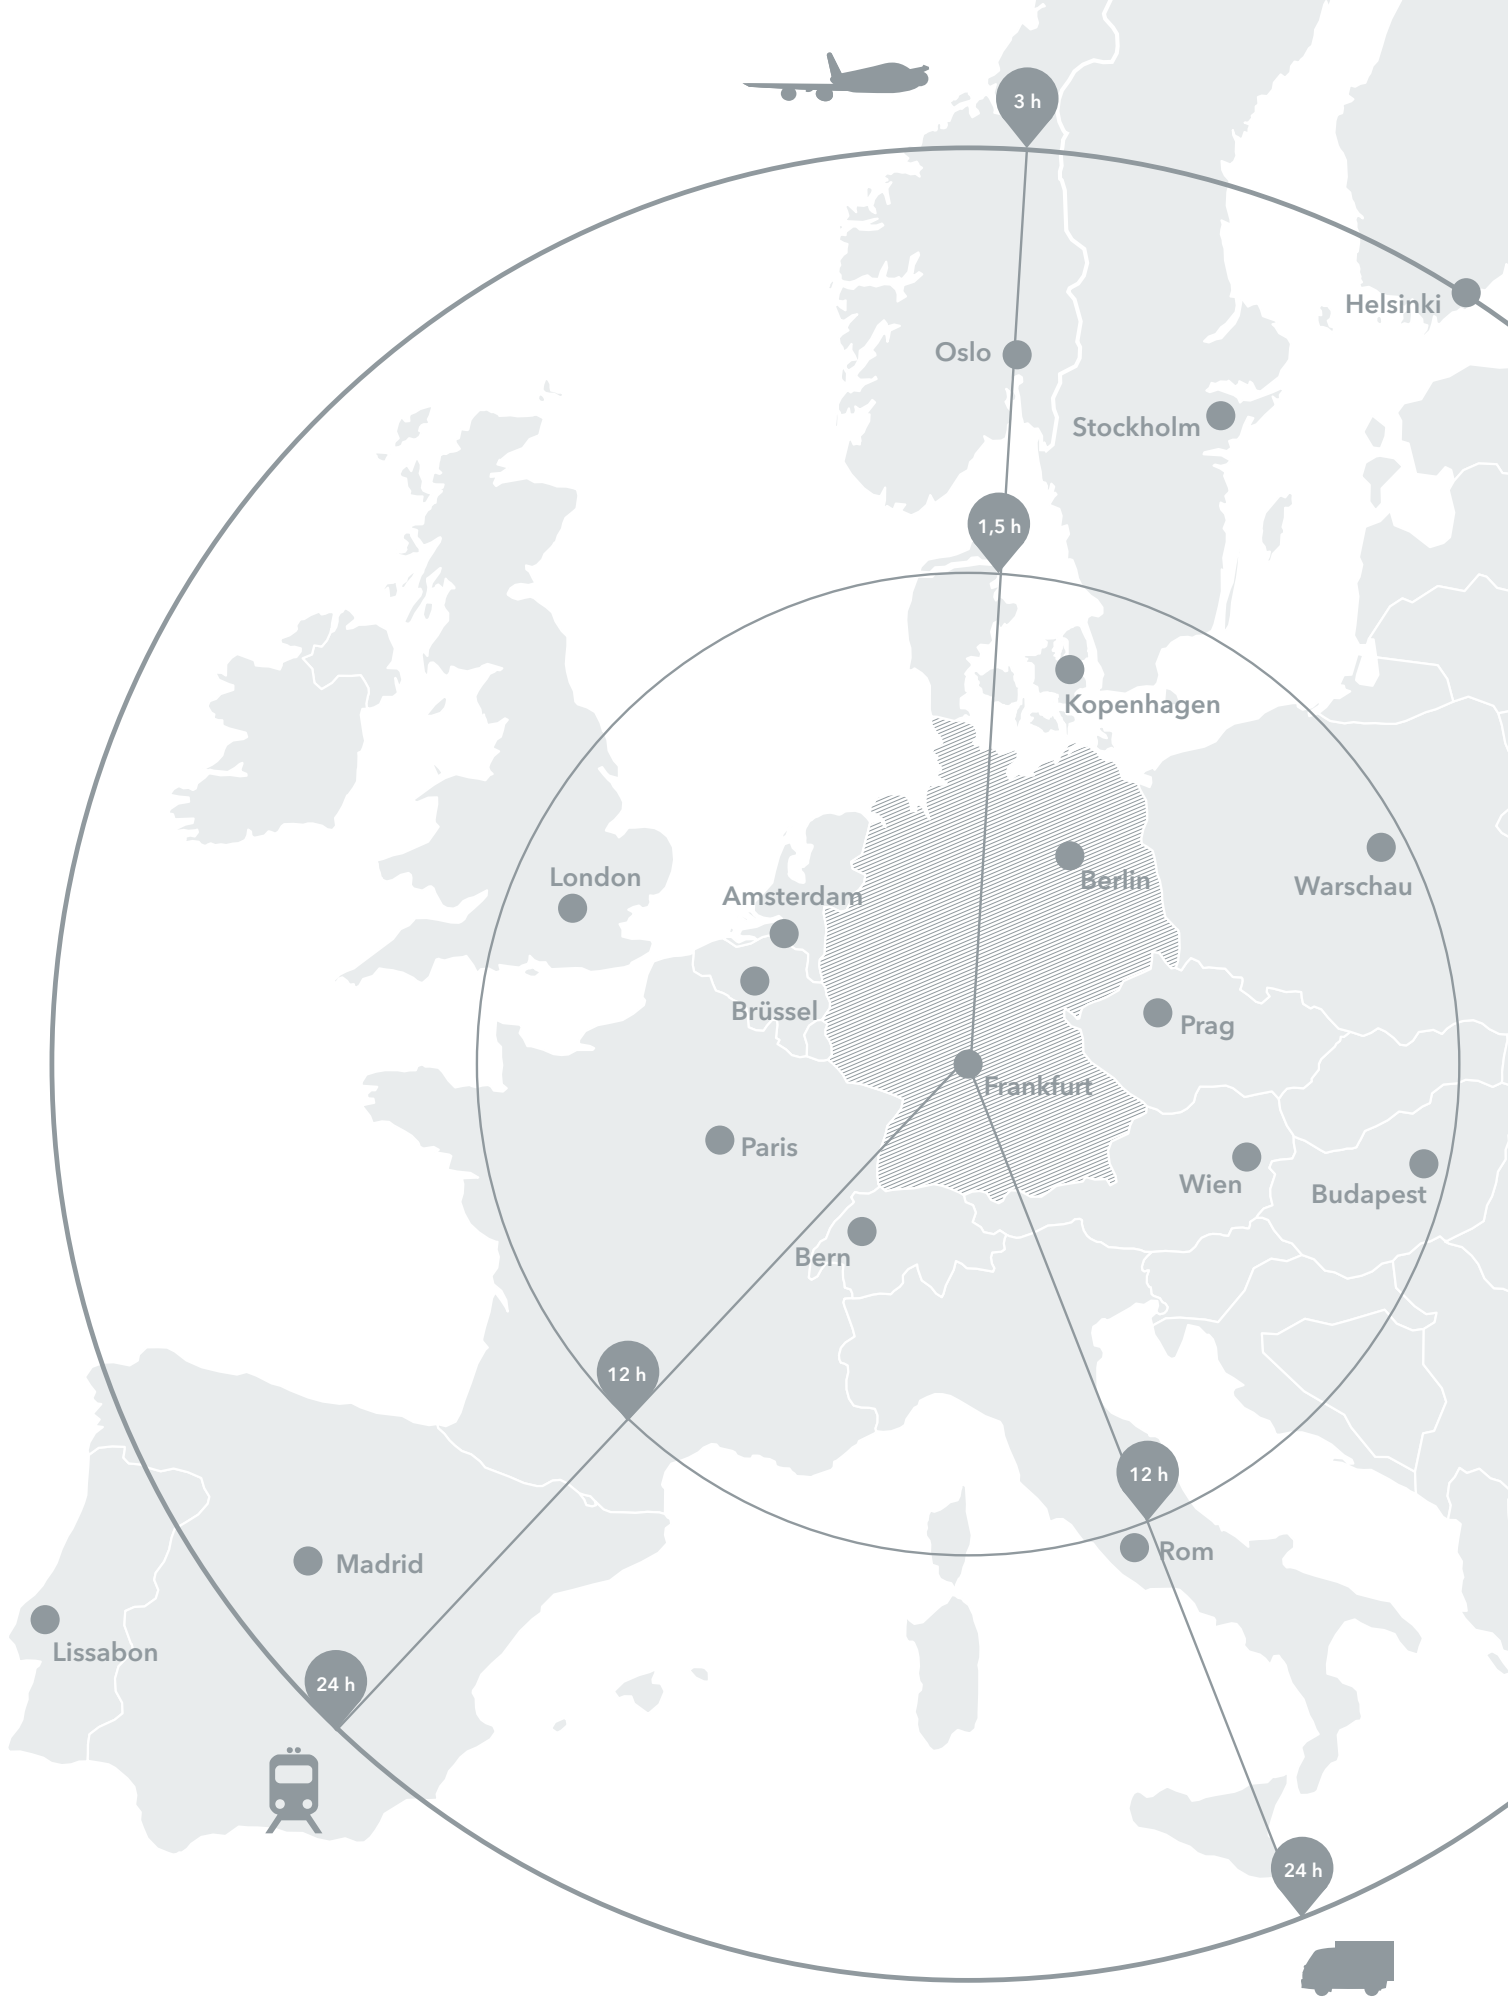 3 h
Helsinki
Oslo
Stockholm
1,5 h
Kopenhagen
London
Amsterdam
Berlin
Warschau
Brüssel
Prag
Frankfurt
Paris
Wien
Budapest
Bern
12 h
12 h
Rom
Madrid
Lissabon
24 h
24 h